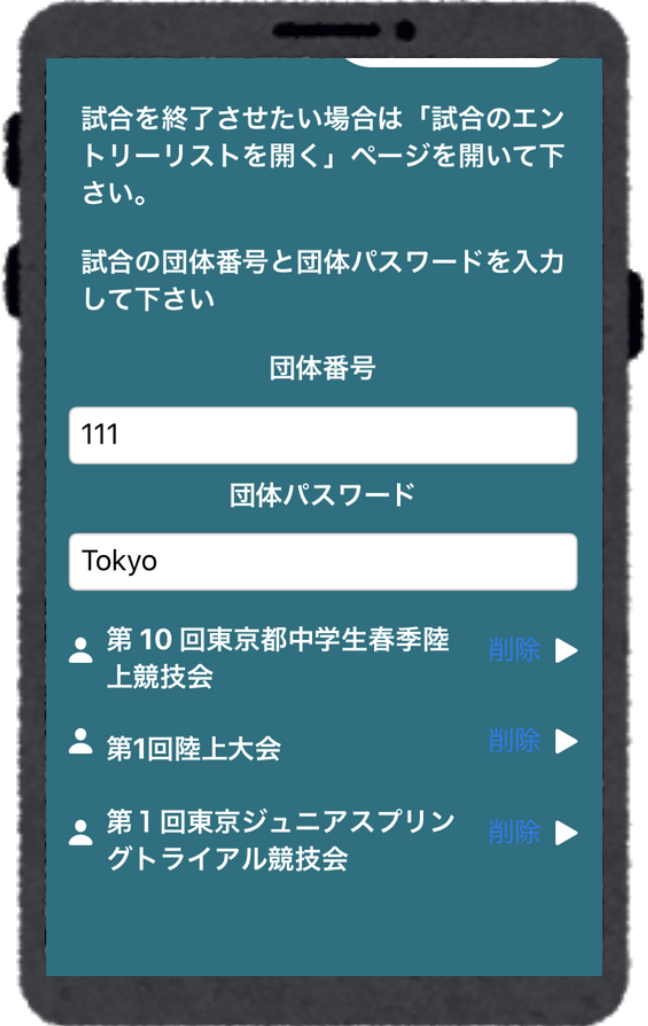 試合を終了させたい場合は「試合のエン
トリーリストを開く」ページを開いて下
さい。
試合の団体番号と団体パスワードを入力
して下さい
団体番号
111
団体パスワード
Tokyo
第 10 回東京都中学生春季陸
上競技会
削除
第1回陸上大会
削除
第１回東京ジュニアスプリン
グトライアル競技会
削除